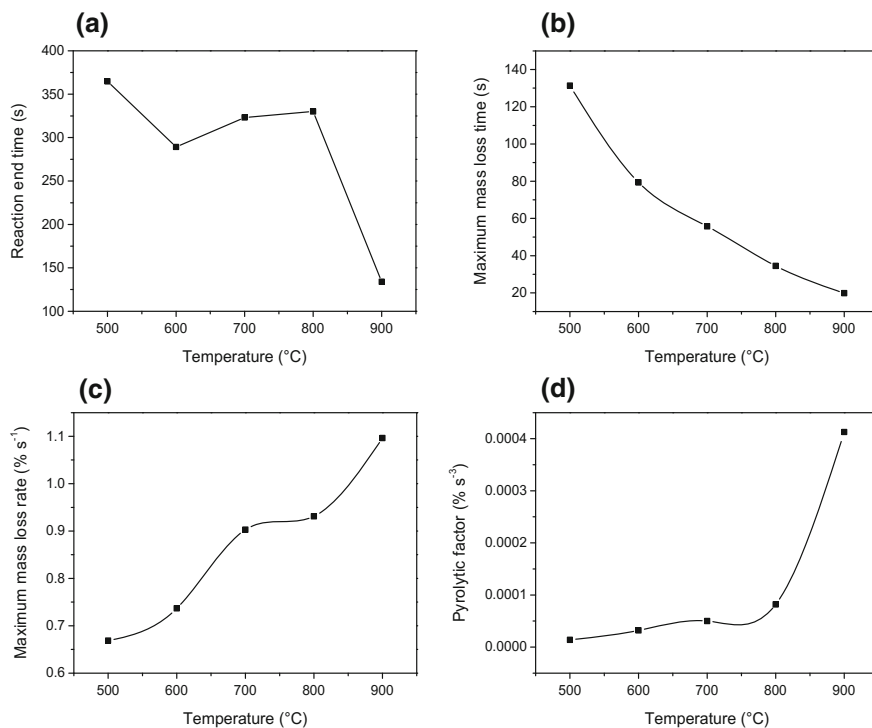 (a)
400
350
300
250
200
150
100
Reaction end time (s)
500 600 700 800 900
Temperature (°C)
(b)
140
120
100
80
60
40
20
Maximum mass loss time (s)
500 600 700 800 900
Temperature (°C)
(c)
1.1
1.0
0.9
0.8
0.7
0.6
Maximum mass loss rate (% s⁻¹)
500 600 700 800 900
Temperature (°C)
(d)
0.0004
0.0003
0.0002
0.0001
0.0000
Pyrolytic factor (% s⁻³)
500 600 700 800 900
Temperature (°C)